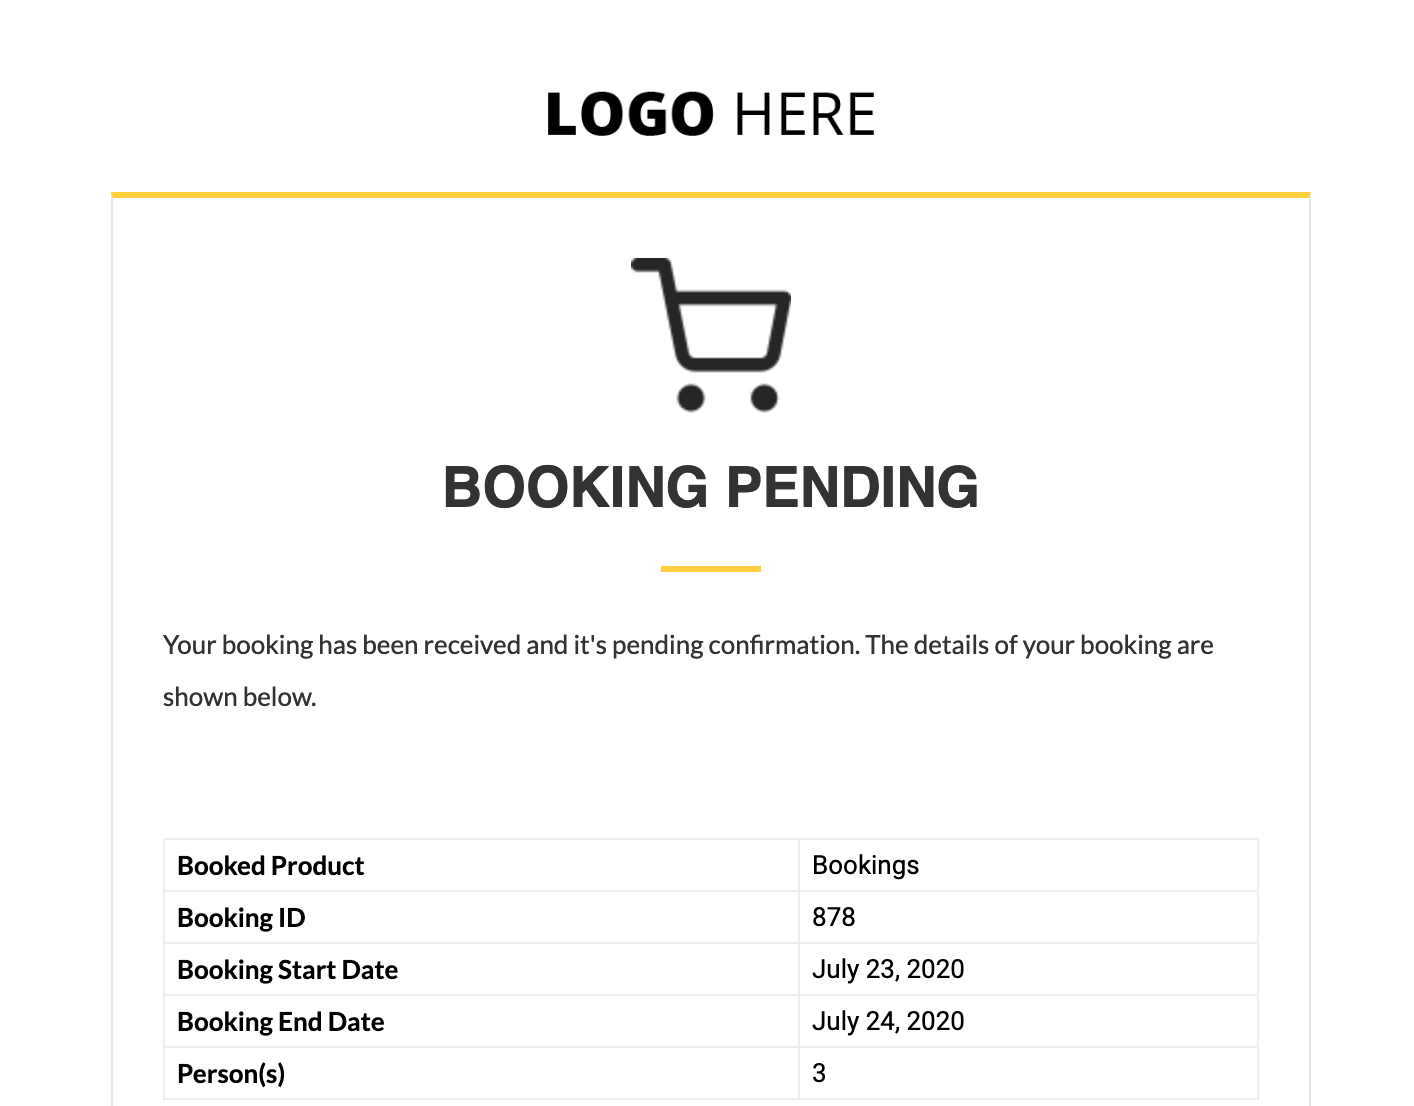 LOGO HERE
BOOKING PENDING
Your booking has been received and it's pending confirmation. The details of your booking are
shown below.
Booked Product Bookings
Booking ID 878
Booking Start Date July 23, 2020
Booking End Date July 24, 2020
Person(s) 3